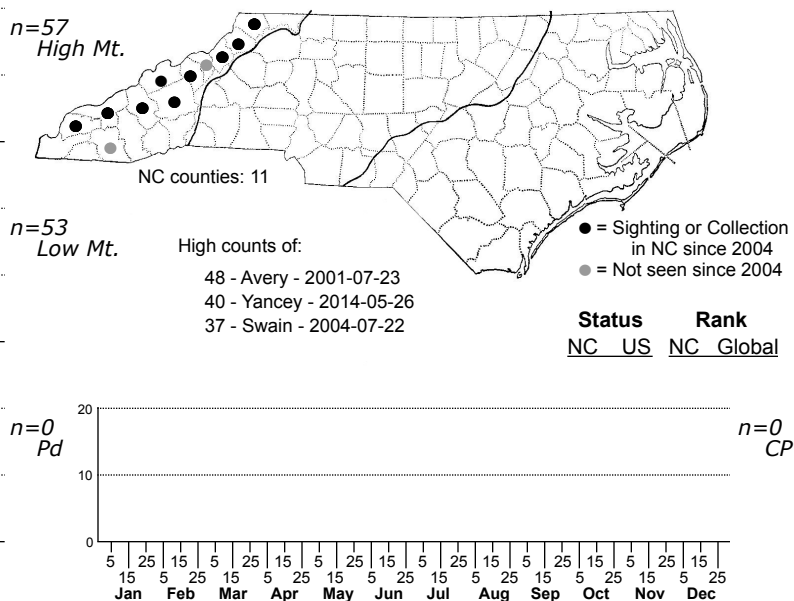 n=57
High Mt.
NC counties: 11
n=53
Low Mt.
High counts of:
48 - Avery - 2001-07-23
40 - Yancey - 2014-05-26
37 - Swain - 2004-07-22
● = Sighting or Collection
in NC since 2004
● = Not seen since 2004
Status Rank
NC US NC Global
n=0
Pd
20
10
0
n=0
CP
5 25 15 5 25 15 5 25 15 5 25 15 5 25 15 5 25 15
15 5 25 15 5 25 15 5 25 15 5 25 15 5 25 15 5 25
Jan Feb Mar Apr May Jun Jul Aug Sep Oct Nov Dec